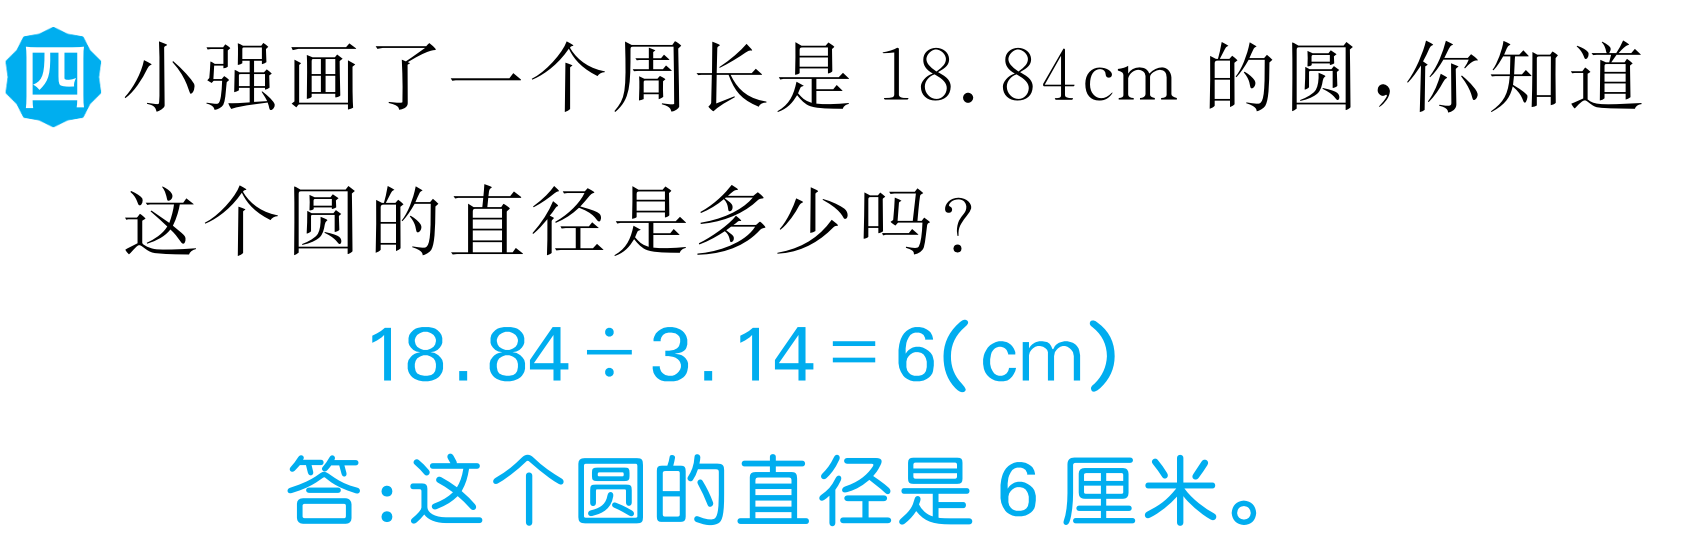 四 小强画了一个周长是 18.84cm 的圆,你知道
这个圆的直径是多少吗?
18.84÷3.14=6(cm)
答:这个圆的直径是 6 厘米。